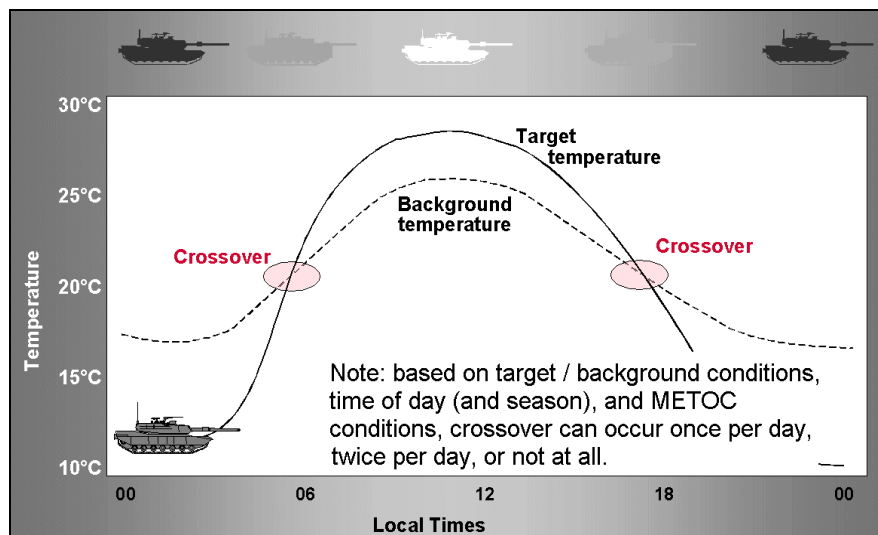 30°C
25°C
20°C
15°C
10°C
Temperature
Target
temperature
Background
temperature
Crossover
Crossover
Note: based on target / background conditions,
time of day (and season), and METOC
conditions, crossover can occur once per day,
twice per day, or not at all.
00 06 12 18 00
Local Times